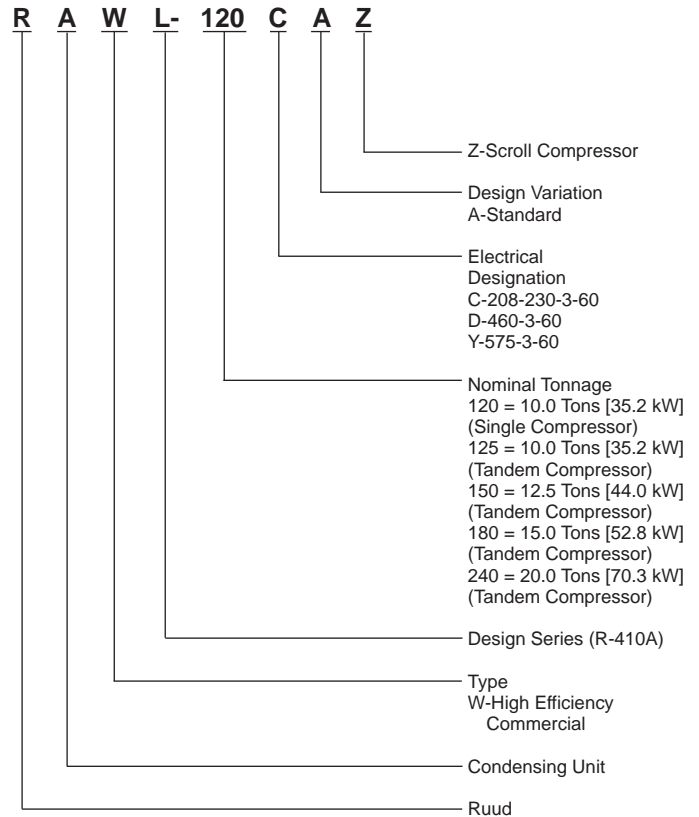 R A W L- 120 C A Z
Z-Scroll Compressor
Design Variation
A-Standard
Electrical
Designation
C-208-230-3-60
D-460-3-60
Y-575-3-60
Nominal Tonnage
120 = 10.0 Tons [35.2 kW]
(Single Compressor)
125 = 10.0 Tons [35.2 kW]
(Tandem Compressor)
150 = 12.5 Tons [44.0 kW]
(Tandem Compressor)
180 = 15.0 Tons [52.8 kW]
(Tandem Compressor)
240 = 20.0 Tons [70.3 kW]
(Tandem Compressor)
Design Series (R-410A)
Type
W-High Efficiency
Commercial
Condensing Unit
Ruud